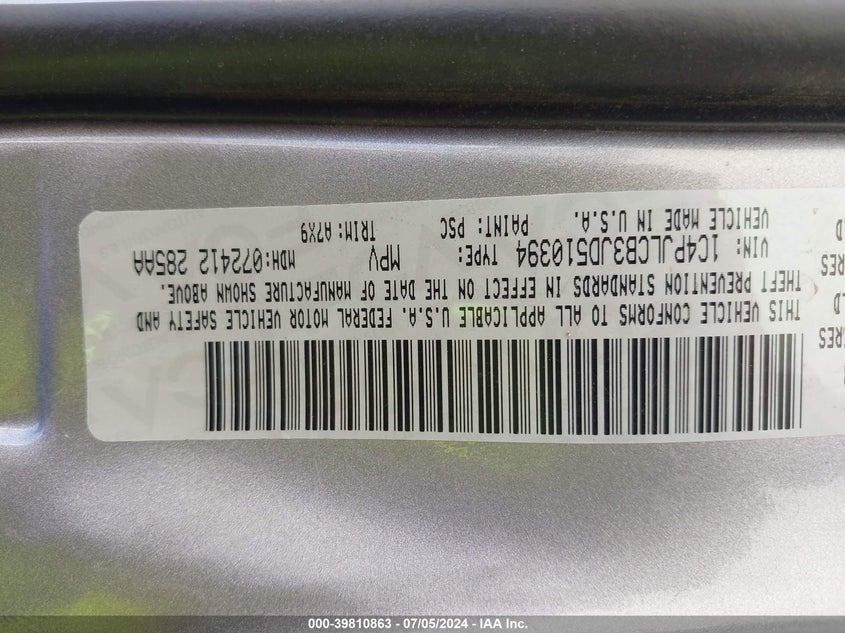 THIS VEHICLE CONFORMS TO ALL APPLICABLE U.S.A. FEDERAL MOTOR VEHICLE SAFETY AND
THEFT PREVENTION STANDARDS IN EFFECT ON THE DATE OF MANUFACTURE SHOWN ABOVE.
VIN: 1C4PJLCB3JD510394 TYPE: MPV MDH:072412 285AA
VEHICLE MADE IN U.S.A. PAINT: PSC TRIM: A7X9
000-39810863 - 07/05/2024 - IAA Inc.